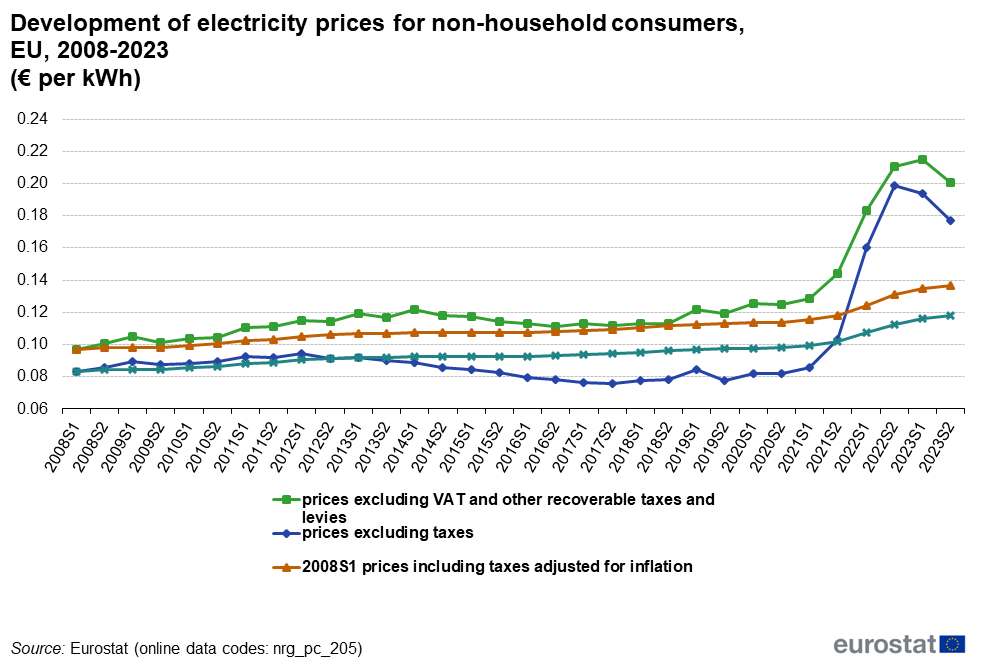 Development of electricity prices for non-household consumers,
EU, 2008-2023
(€ per kWh)
0.24
0.22
0.20
0.18
0.16
0.14
0.12
0.10
0.08
0.06
2008S1
2008S2
2009S1
2009S2
2010S1
2010S2
2011S1
2011S2
2012S1
2012S2
2013S1
2013S2
2014S1
2014S2
2015S1
2015S2
2016S1
2016S2
2017S1
2017S2
2018S1
2018S2
2019S1
2019S2
2020S1
2020S2
2021S1
2021S2
2022S1
2022S2
2023S1
2023S2
prices excluding VAT and other recoverable taxes and
levies
prices excluding taxes
2008S1 prices including taxes adjusted for inflation
Source: Eurostat (online data codes: nrg_pc_205)
eurostat